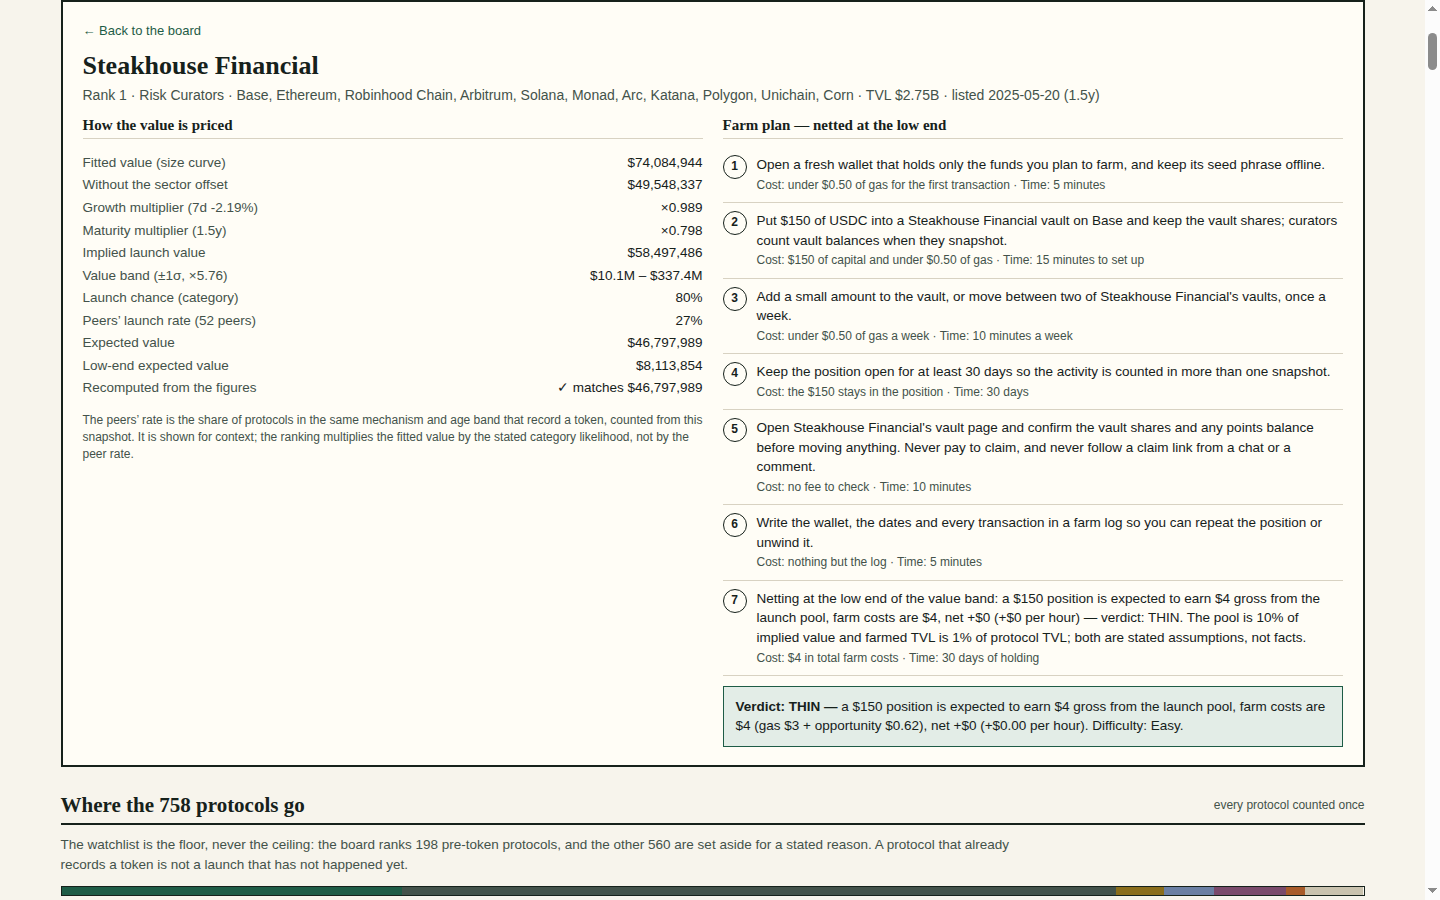 ← Back to the board
Steakhouse Financial
Rank 1 · Risk Curators · Base, Ethereum, Robinhood Chain, Arbitrum, Solana, Monad, Arc, Katana, Polygon, Unichain, Corn · TVL $2.75B · listed 2025-05-20 (1.5y)
How the value is priced
Fitted value (size curve) $74,084,944
Without the sector offset $49,548,337
Growth multiplier (7d -2.19%) ×0.989
Maturity multiplier (1.5y) ×0.798
Implied launch value $58,497,486
Value band (±1σ, ×5.76) $10.1M – $337.4M
Launch chance (category) 80%
Peers’ launch rate (52 peers) 27%
Expected value $46,797,989
Low-end expected value $8,113,854
Recomputed from the figures ✓ matches $46,797,989
The peers’ rate is the share of protocols in the same mechanism and age band that record a token, counted from this
snapshot. It is shown for context; the ranking multiplies the fitted value by the stated category likelihood, not by the
peer rate.
Farm plan — netted at the low end
1 Open a fresh wallet that holds only the funds you plan to farm, and keep its seed phrase offline.
Cost: under $0.50 of gas for the first transaction · Time: 5 minutes
2 Put $150 of USDC into a Steakhouse Financial vault on Base and keep the vault shares; curators
count vault balances when they snapshot.
Cost: $150 of capital and under $0.50 of gas · Time: 15 minutes to set up
3 Add a small amount to the vault, or move between two of Steakhouse Financial's vaults, once a
week.
Cost: under $0.50 of gas a week · Time: 10 minutes a week
4 Keep the position open for at least 30 days so the activity is counted in more than one snapshot.
Cost: the $150 stays in the position · Time: 30 days
5 Open Steakhouse Financial's vault page and confirm the vault shares and any points balance
before moving anything. Never pay to claim, and never follow a claim link from a chat or a
comment.
Cost: no fee to check · Time: 10 minutes
6 Write the wallet, the dates and every transaction in a farm log so you can repeat the position or
unwind it.
Cost: nothing but the log · Time: 5 minutes
7 Netting at the low end of the value band: a $150 position is expected to earn $4 gross from the
launch pool, farm costs are $4, net +$0 (+$0 per hour) — verdict: THIN. The pool is 10% of
implied value and farmed TVL is 1% of protocol TVL; both are stated assumptions, not facts.
Cost: $4 in total farm costs · Time: 30 days of holding
Verdict: THIN — a $150 position is expected to earn $4 gross from the launch pool, farm costs are
$4 (gas $3 + opportunity $0.62), net +$0 (+$0.00 per hour). Difficulty: Easy.
Where the 758 protocols go
every protocol counted once
The watchlist is the floor, never the ceiling: the board ranks 198 pre-token protocols, and the other 560 are set aside for a stated reason. A protocol that already
records a token is not a launch that has not happened yet.